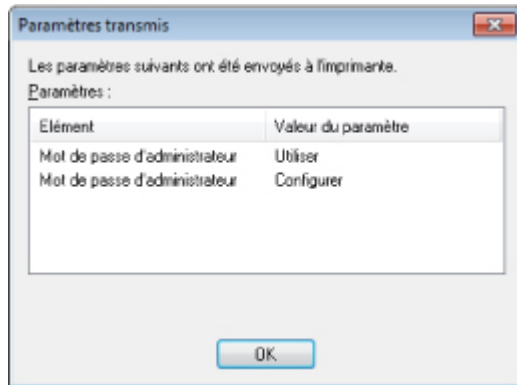 Paramètres transmis
Les paramètres suivants ont été envoyés à l'imprimante.
Paramètres :
Elément Valeur du paramètre
Mot de passe d'administrateur Utiliser
Mot de passe d'administrateur Configurer
OK